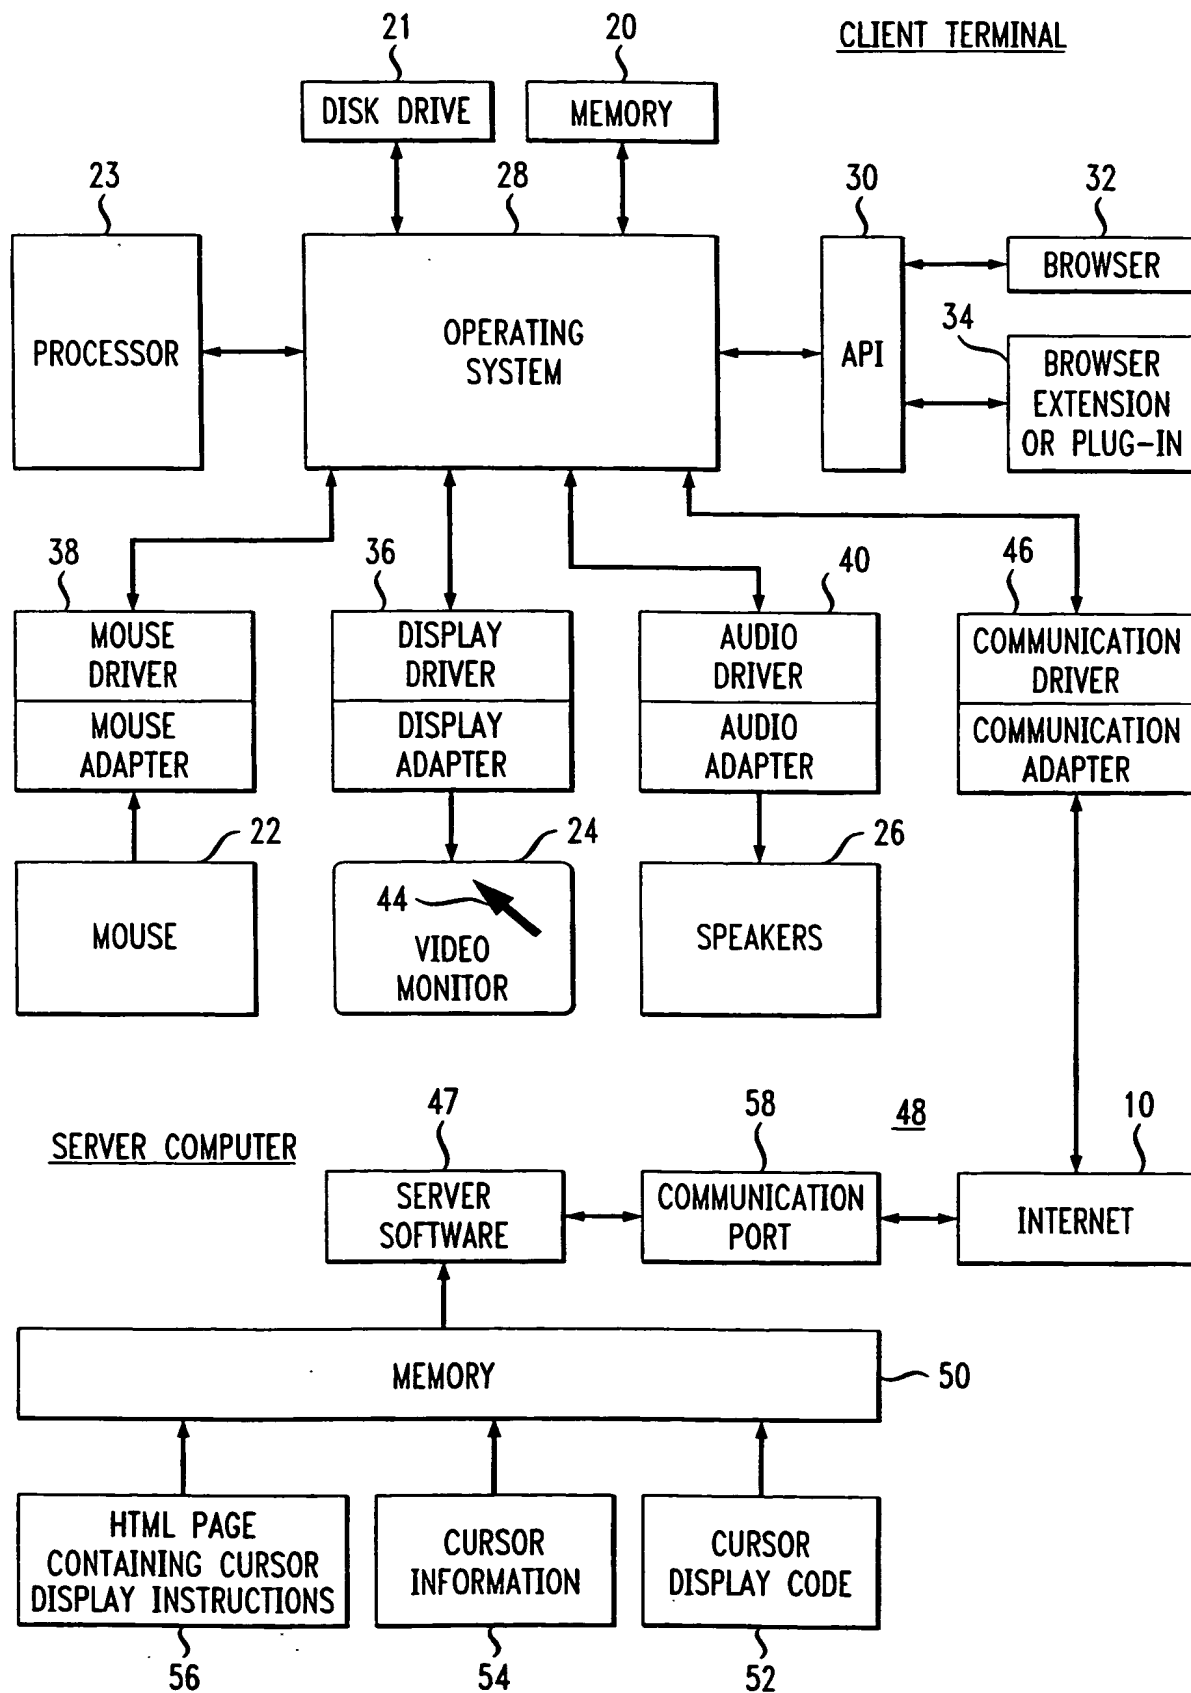 21
20
CLIENT TERMINAL
DISK DRIVE
MEMORY
23
28
30
32
PROCESSOR
OPERATING
SYSTEM
API
BROWSER
34
BROWSER
EXTENSION
OR PLUG-IN
38
36
40
46
MOUSE
DRIVER
DISPLAY
DRIVER
AUDIO
DRIVER
COMMUNICATION
DRIVER
MOUSE
ADAPTER
DISPLAY
ADAPTER
AUDIO
ADAPTER
COMMUNICATION
ADAPTER
22
24
26
MOUSE
44
VIDEO
MONITOR
SPEAKERS
47
58
48
10
SERVER COMPUTER
SERVER
SOFTWARE
COMMUNICATION
PORT
INTERNET
MEMORY
50
HTML PAGE
CONTAINING CURSOR
DISPLAY INSTRUCTIONS
CURSOR
INFORMATION
CURSOR
DISPLAY CODE
56
54
52